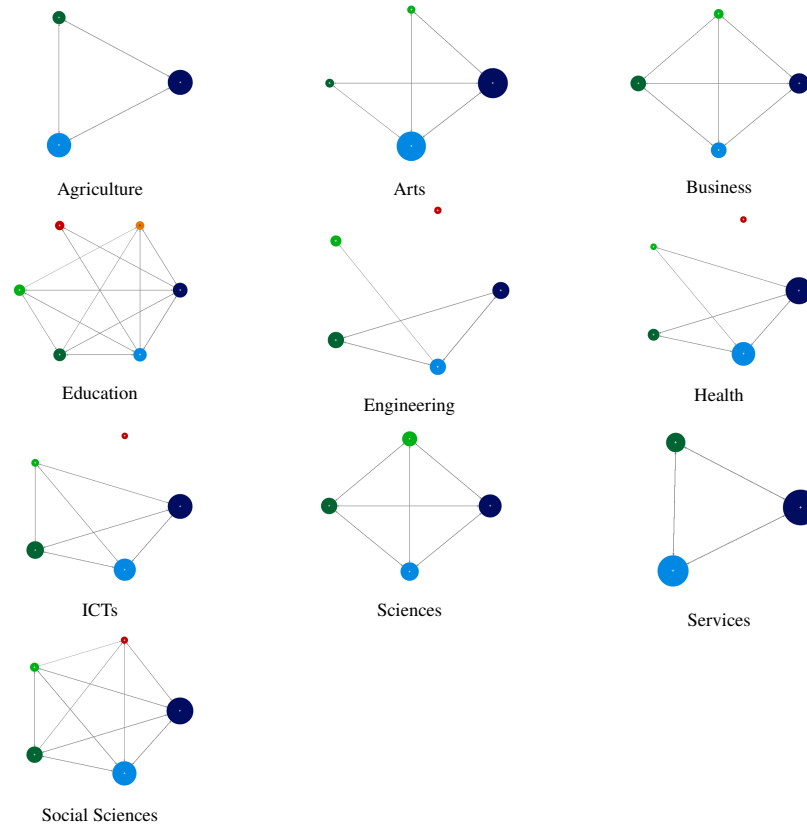 Agriculture
Arts
Business
Education
Engineering
Health
ICTs
Sciences
Services
Social Sciences